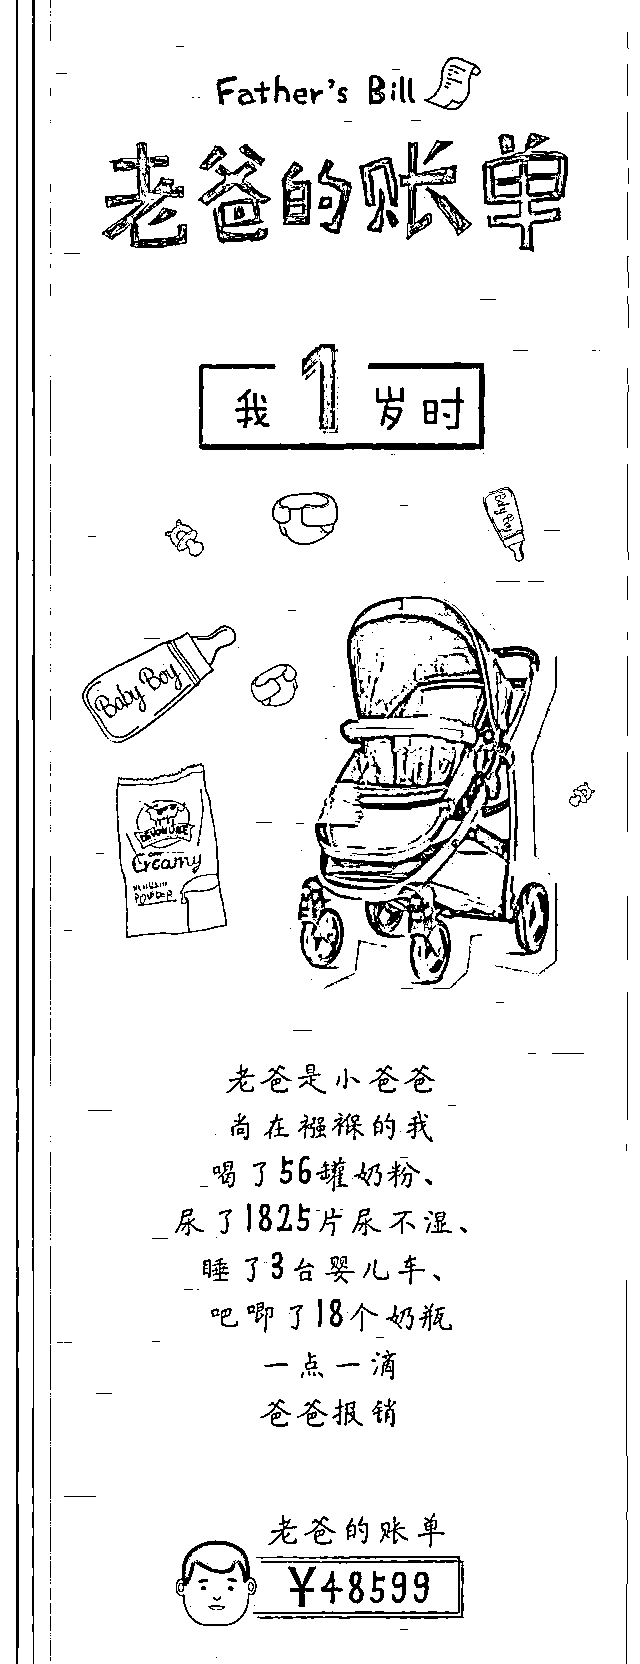 Father's Bill
老爸的账单
我1岁时
Baby Boy
Baby Boy
Creamy
POWDER
老爸是小爸爸
尚在襁褓的我
喝了56罐奶粉、
尿了1825片尿不湿、
睡了3台婴儿车、
吧唧了18个奶瓶
一点一滴
爸爸报销
老爸的账单
¥48599